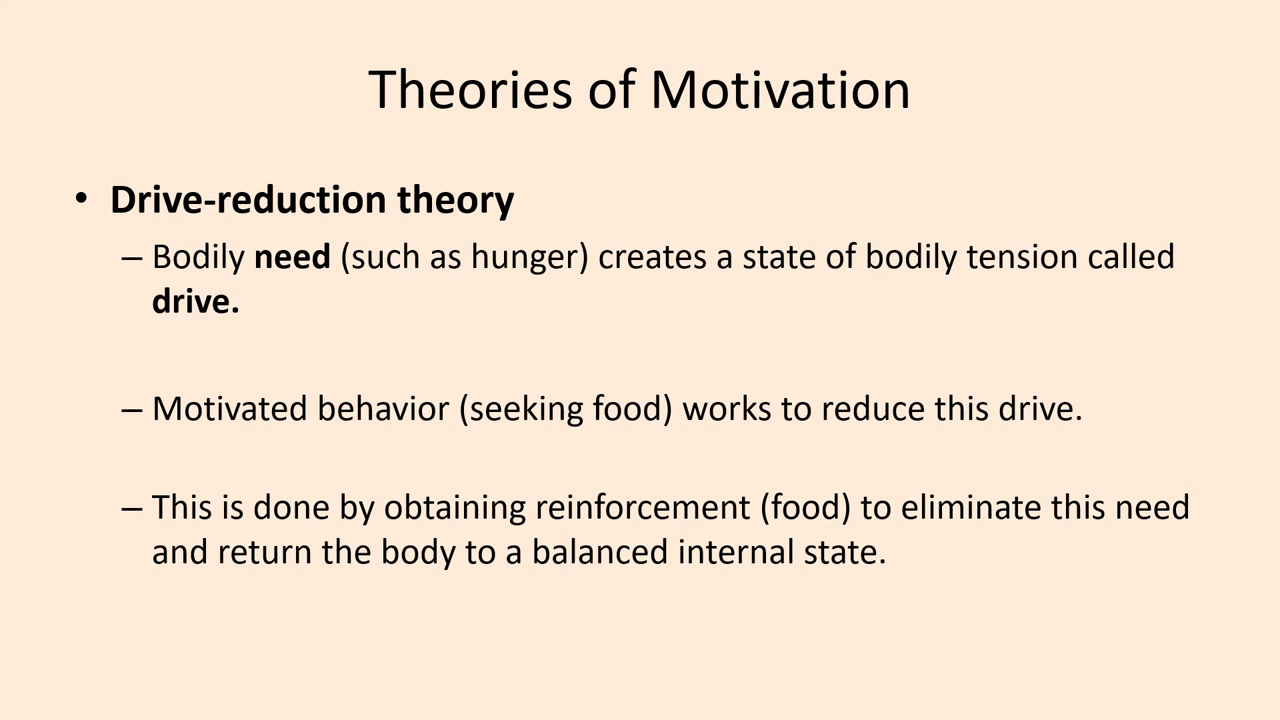 Theories of Motivation
• Drive-reduction theory
– Bodily need (such as hunger) creates a state of bodily tension called
drive.
– Motivated behavior (seeking food) works to reduce this drive.
– This is done by obtaining reinforcement (food) to eliminate this need
and return the body to a balanced internal state.